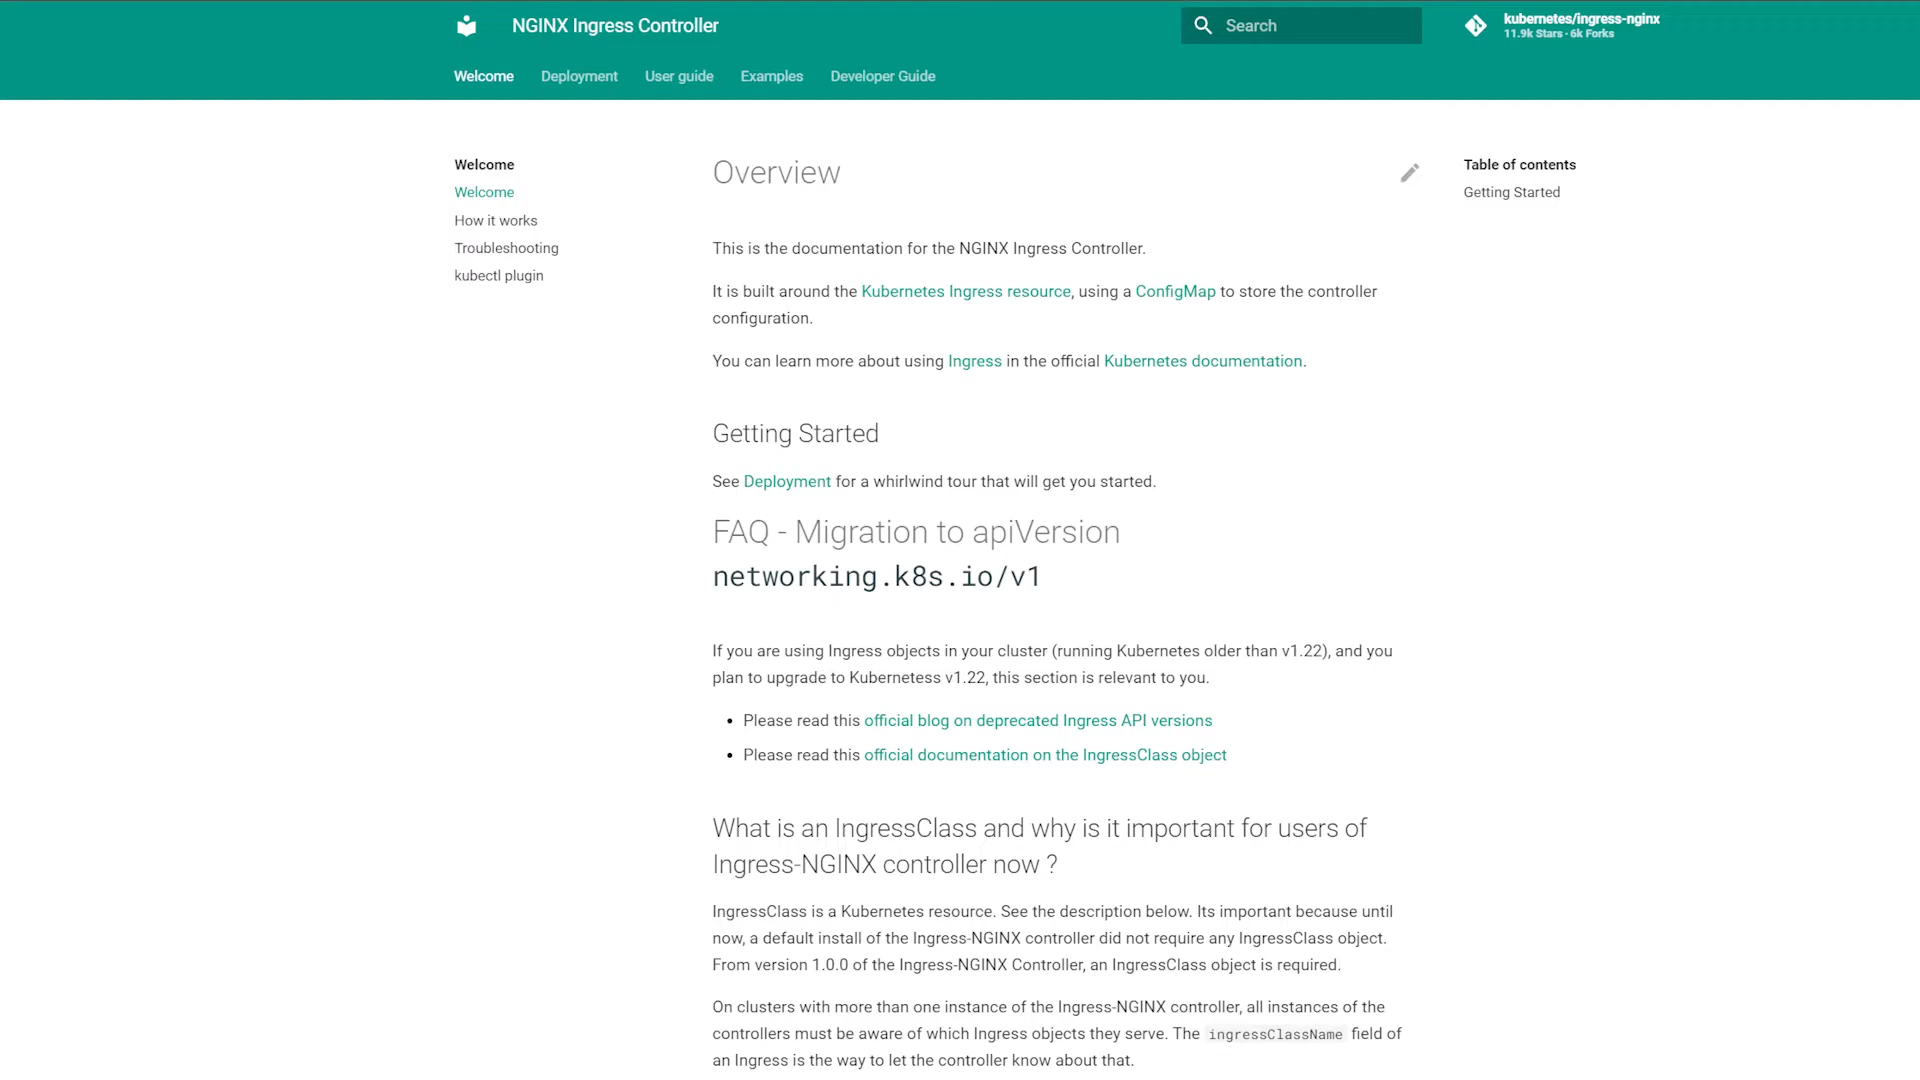 NGINX Ingress Controller
Search
kubernetes/ingress-nginx
11.9k Stars · 6k Forks
Welcome
Deployment
User guide
Examples
Developer Guide
Welcome
Welcome
How it works
Troubleshooting
kubectl plugin
Overview
This is the documentation for the NGINX Ingress Controller.
It is built around the Kubernetes Ingress resource, using a ConfigMap to store the controller
configuration.
You can learn more about using Ingress in the official Kubernetes documentation.
Getting Started
See Deployment for a whirlwind tour that will get you started.
FAQ - Migration to apiVersion
networking.k8s.io/v1
If you are using Ingress objects in your cluster (running Kubernetes older than v1.22), and you
plan to upgrade to Kubernetess v1.22, this section is relevant to you.
• Please read this official blog on deprecated Ingress API versions
• Please read this official documentation on the IngressClass object
What is an IngressClass and why is it important for users of
Ingress-NGINX controller now ?
IngressClass is a Kubernetes resource. See the description below. Its important because until
now, a default install of the Ingress-NGINX controller did not require any IngressClass object.
From version 1.0.0 of the Ingress-NGINX Controller, an IngressClass object is required.
On clusters with more than one instance of the Ingress-NGINX controller, all instances of the
controllers must be aware of which Ingress objects they serve. The ingressClassName field of
an Ingress is the way to let the controller know about that.
Table of contents
Getting Started